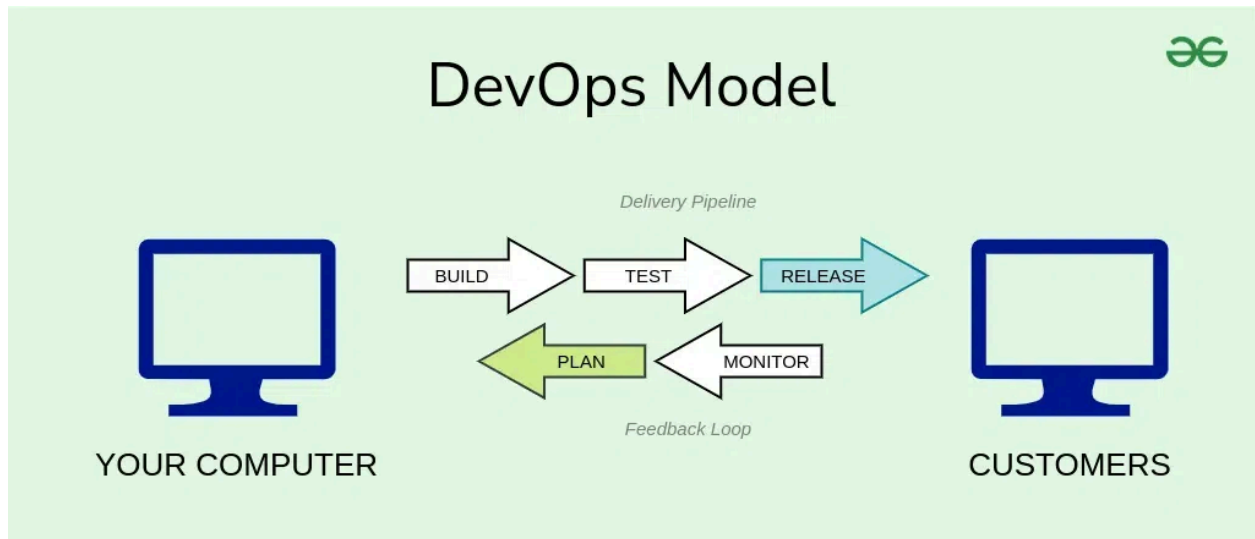 DevOps Model
Delivery Pipeline
BUILD
TEST
RELEASE
PLAN
MONITOR
Feedback Loop
YOUR COMPUTER
CUSTOMERS